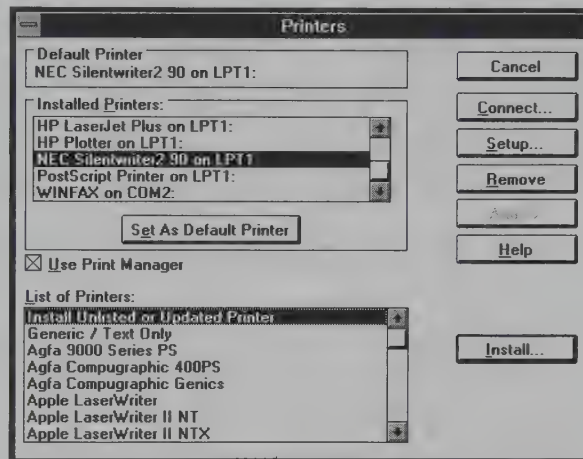 Printers
Default Printer
NEC Silentwriter2 90 on LPT1:
Cancel
Installed Printers:
HP LaserJet Plus on LPT1:
HP Plotter on LPT1:
NEC Silentwriter2 90 on LPT1
PostScript Printer on LPT1:
WINFAX on COM2:
Connect...
Setup...
Remove
Set As Default Printer
Help
Use Print Manager
List of Printers:
Install Unlisted or Updated Printer
Generic / Text Only
Agfa 9000 Series PS
Agfa Compugraphic 400PS
Agfa Compugraphic Genics
Apple LaserWriter
Apple LaserWriter II NT
Apple LaserWriter II NTX
Install...